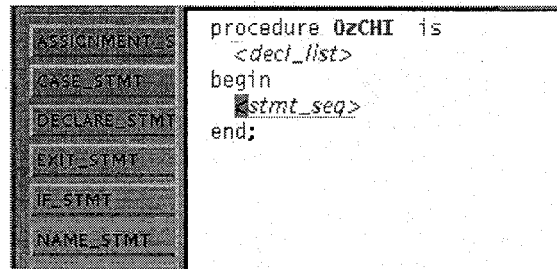 ASSIGNMENT_S
CASE_STMT
DECLARE_STMT
EXIT_STMT
IF_STMT
NAME_STMT
procedure OzCHI is
<decl_list>
begin
<stmt_seq>
end;